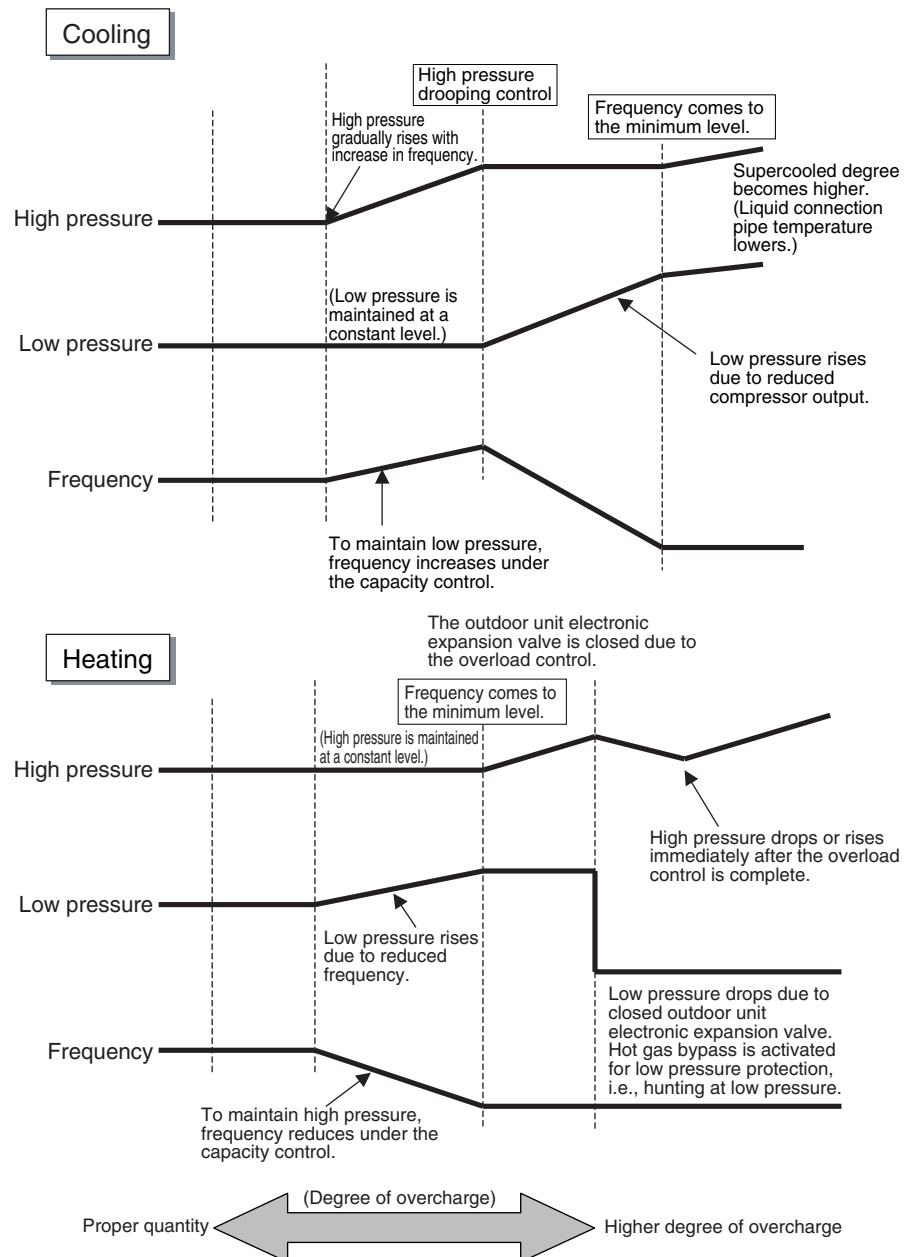 Cooling
High pressure
drooping control
Frequency comes to
the minimum level.
High pressure
gradually rises with
increase in frequency.
Supercooled degree
becomes higher.
(Liquid connection
pipe temperature
lowers.)
High pressure
(Low pressure is
maintained at a
constant level.)
Low pressure
Low pressure rises
due to reduced
compressor output.
Frequency
To maintain low pressure,
frequency increases under
the capacity control.
Heating
The outdoor unit electronic
expansion valve is closed due to
the overload control.
Frequency comes to
the minimum level.
(High pressure is maintained
at a constant level.)
High pressure
High pressure drops or rises
immediately after the overload
control is complete.
Low pressure
Low pressure rises
due to reduced
frequency.
Low pressure drops due to
closed outdoor unit
electronic expansion valve.
Hot gas bypass is activated
for low pressure protection,
i.e., hunting at low pressure.
Frequency
To maintain high pressure,
frequency reduces under the
capacity control.
(Degree of overcharge)
Proper quantity
Higher degree of overcharge